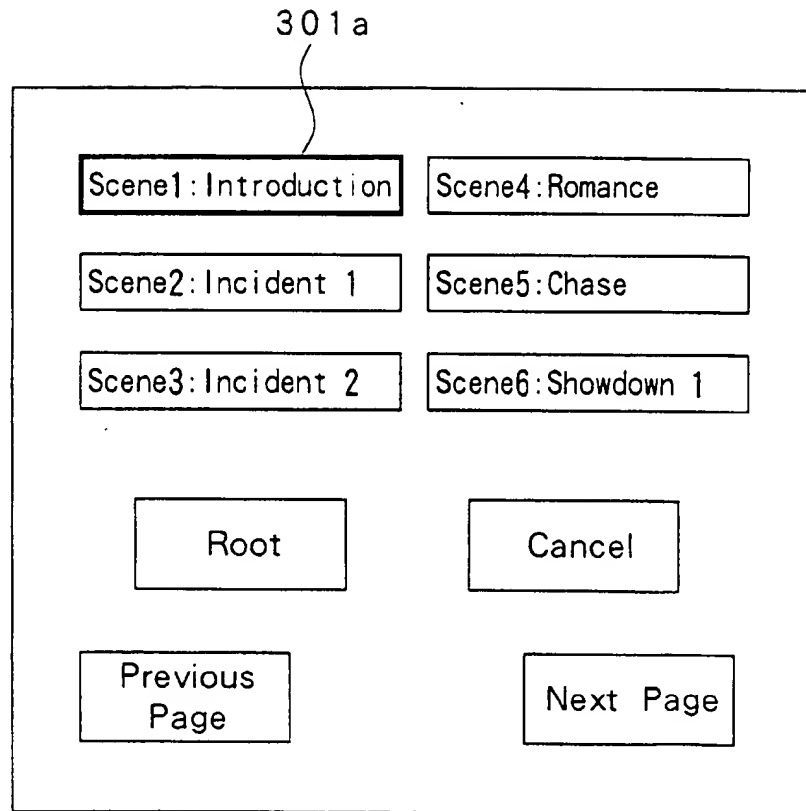 301a
Scene1:Introduction
Scene4:Romance
Scene2:Incident 1
Scene5:Chase
Scene3:Incident 2
Scene6:Showdown 1
Root
Cancel
Previous
Page
Next Page